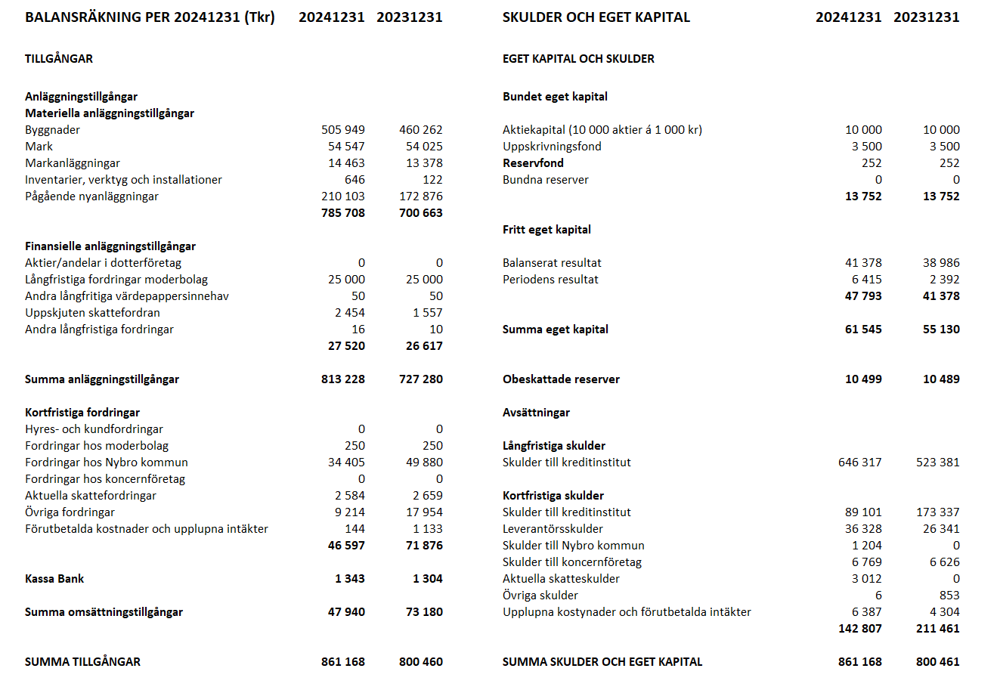 BALANSRÄKNING PER 20241231 (Tkr) 20241231 20231231
TILLGÅNGAR
Anläggningstillgångar
Materiella anläggningstillgångar
Byggnader 505 949 460 262
Mark 54 547 54 025
Markanläggningar 14 463 13 378
Inventarier, verktyg och installationer 646 122
Pågående nyanläggningar 210 103 172 876
785 708 700 663
Finansielle anläggningstillgångar
Aktier/andelar i dotterföretag 0 0
Långfristiga fordringar moderbolag 25 000 25 000
Andra långfritiga värdepappersinnehav 50 50
Uppskjuten skattefordran 2 454 1 557
Andra långfristiga fordringar 16 10
27 520 26 617
Summa anläggningstillgångar 813 228 727 280
Kortfristiga fordringar
Hyres- och kundfordringar 0 0
Fordringar hos moderbolag 250 250
Fordringar hos Nybro kommun 34 405 49 880
Fordringar hos koncernföretag 0 0
Aktuella skattefordringar 2 584 2 659
Övriga fordringar 9 214 17 954
Förutbetalda kostnader och upplupna intäkter 144 1 133
46 597 71 876
Kassa Bank 1 343 1 304
Summa omsättningstillgångar 47 940 73 180
SUMMA TILLGÅNGAR 861 168 800 460
SKULDER OCH EGET KAPITAL 20241231 20231231
EGET KAPITAL OCH SKULDER
Bundet eget kapital
Aktiekapital (10 000 aktier á 1 000 kr) 10 000 10 000
Uppskrivningsfond 3 500 3 500
Reservfond 252 252
Bundna reserver 0 0
13 752 13 752
Fritt eget kapital
Balanserat resultat 41 378 38 986
Periodens resultat 6 415 2 392
47 793 41 378
Summa eget kapital 61 545 55 130
Obeskattade reserver 10 499 10 489
Avsättningar
Långfristiga skulder
Skulder till kreditinstitut 646 317 523 381
Kortfristiga skulder
Skulder till kreditinstitut 89 101 173 337
Leverantörsskulder 36 328 26 341
Skulder till Nybro kommun 1 204 0
Skulder till koncernföretag 6 769 6 626
Aktuella skatteskulder 3 012 0
Övriga skulder 6 853
Upplupna kostynader och förutbetalda intäkter 6 387 4 304
142 807 211 461
SUMMA SKULDER OCH EGET KAPITAL 861 168 800 461